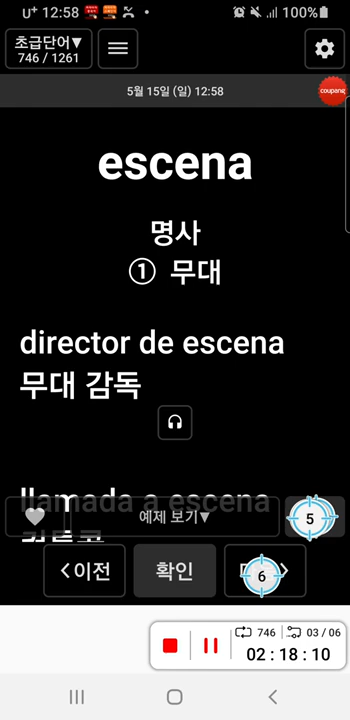 U+ 12:58 100%
초급단어▼
746 / 1261
5월 15일 (일) 12:58
coupang
escena
명사
① 무대
director de escena
무대 감독
llamada a escena
예제 보기▼
5
<이전
확인
6
>
746 03 / 06
02 : 18 : 10